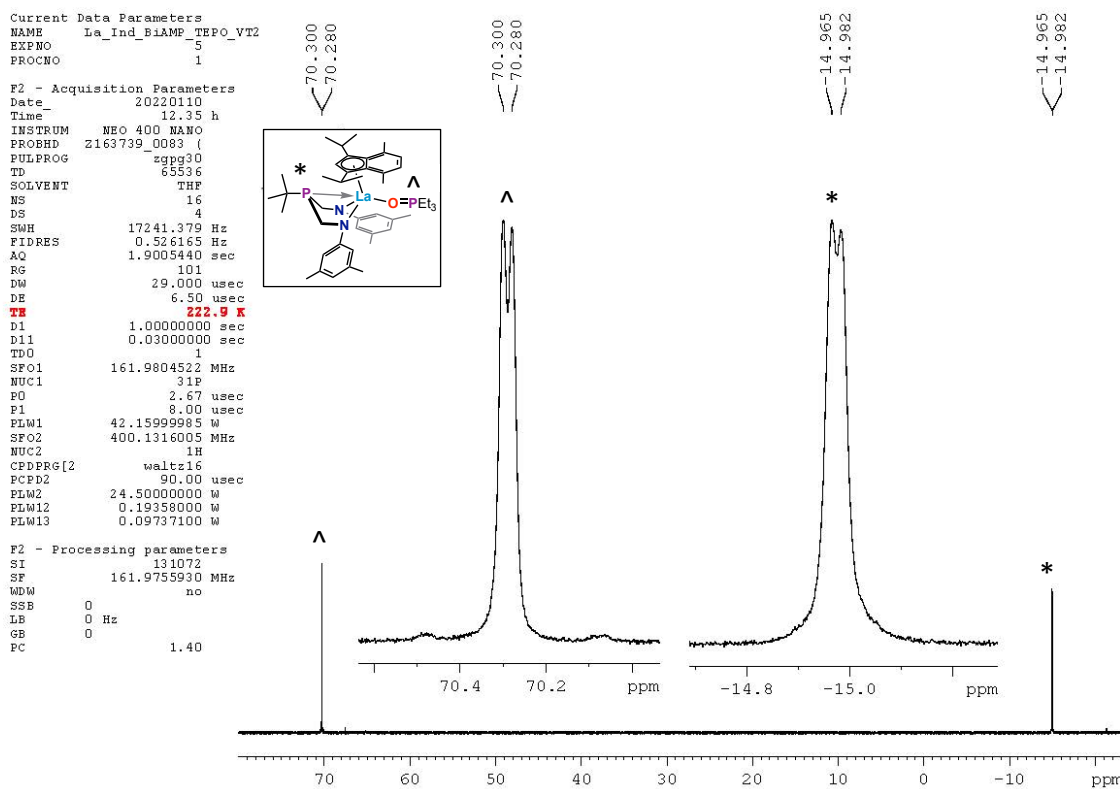 Current Data Parameters
NAME La_Ind_BiAMP_TEPO_VT2
EXPNO 5
PROCNO 1
F2 - Acquisition Parameters
Date_ 20220110
Time 12.35 h
INSTRUM NEO 400 NANO
PROBHD Z163739_0083 (
PULPROG zgpg30
TD 65536
SOLVENT THF
NS 16
DS 4
SWH 17241.379 Hz
FIDRES 0.526165 Hz
AQ 1.9005440 sec
RG 101
DW 29.000 usec
DE 6.50 usec
TE 222.9 K
D1 1.00000000 sec
D11 0.03000000 sec
TD0 1
SFO1 161.9804522 MHz
NUC1 31P
P0 2.67 usec
P1 8.00 usec
PLW1 42.15999985 W
SFO2 400.1316005 MHz
NUC2 1H
CPDPRG[2 waltz16
PCPD2 90.00 usec
PLW2 24.50000000 W
PLW12 0.19358000 W
PLW13 0.09737100 W
F2 - Processing parameters
SI 131072
SF 161.9755930 MHz
WDW no
SSB 0
LB 0 Hz
GB 0
PC 1.40
70.300
70.280
70.300
70.280
-14.965
-14.982
-14.965
-14.982
* ^
P La O=PEt3
N
N
^
*
^
*
70.4 70.2 ppm
-14.8 -15.0 ppm
70 60 50 40 30 20 10 0 -10 ppm